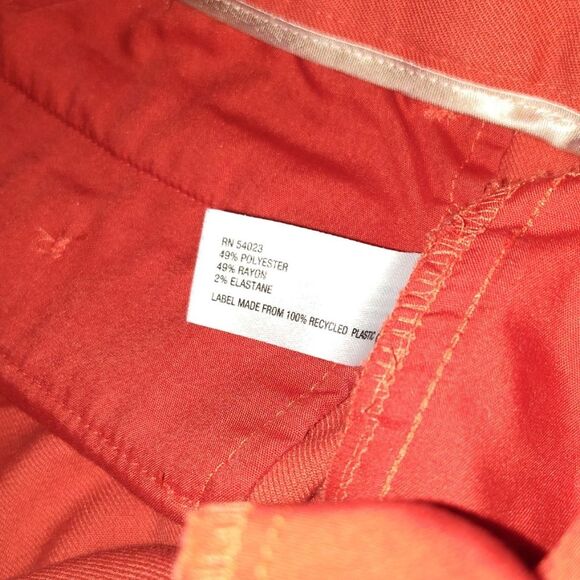 RN 54023
49% POLYESTER
49% RAYON
2% ELASTANE
LABEL MADE FROM 100% RECYCLED PLASTIC